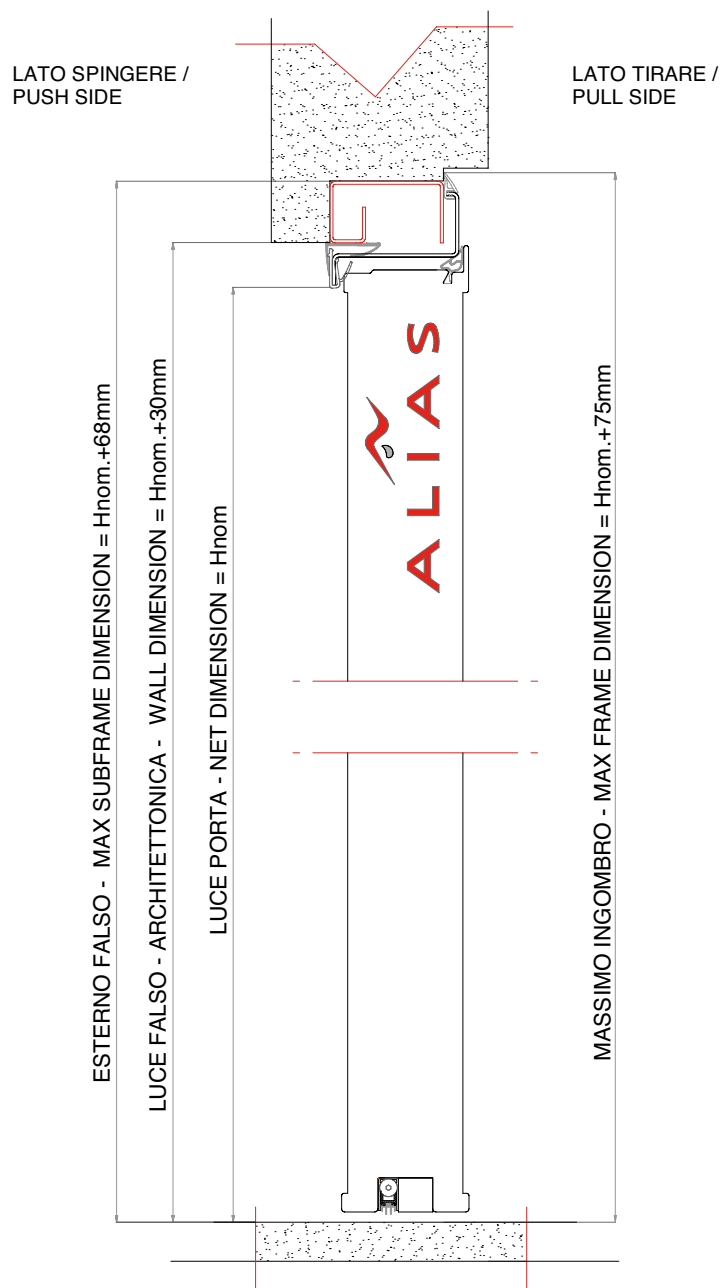 LATO SPINGERE /
PUSH SIDE
LATO TIRARE /
PULL SIDE
ESTERNO FALSO - MAX SUBFRAME DIMENSION = Hnom.+68mm
LUCE FALSO - ARCHITETTONICA - WALL DIMENSION = Hnom.+30mm
LUCE PORTA - NET DIMENSION = Hnom
ALIAS
MASSIMO INGOMBRO - MAX FRAME DIMENSION = Hnom.+75mm